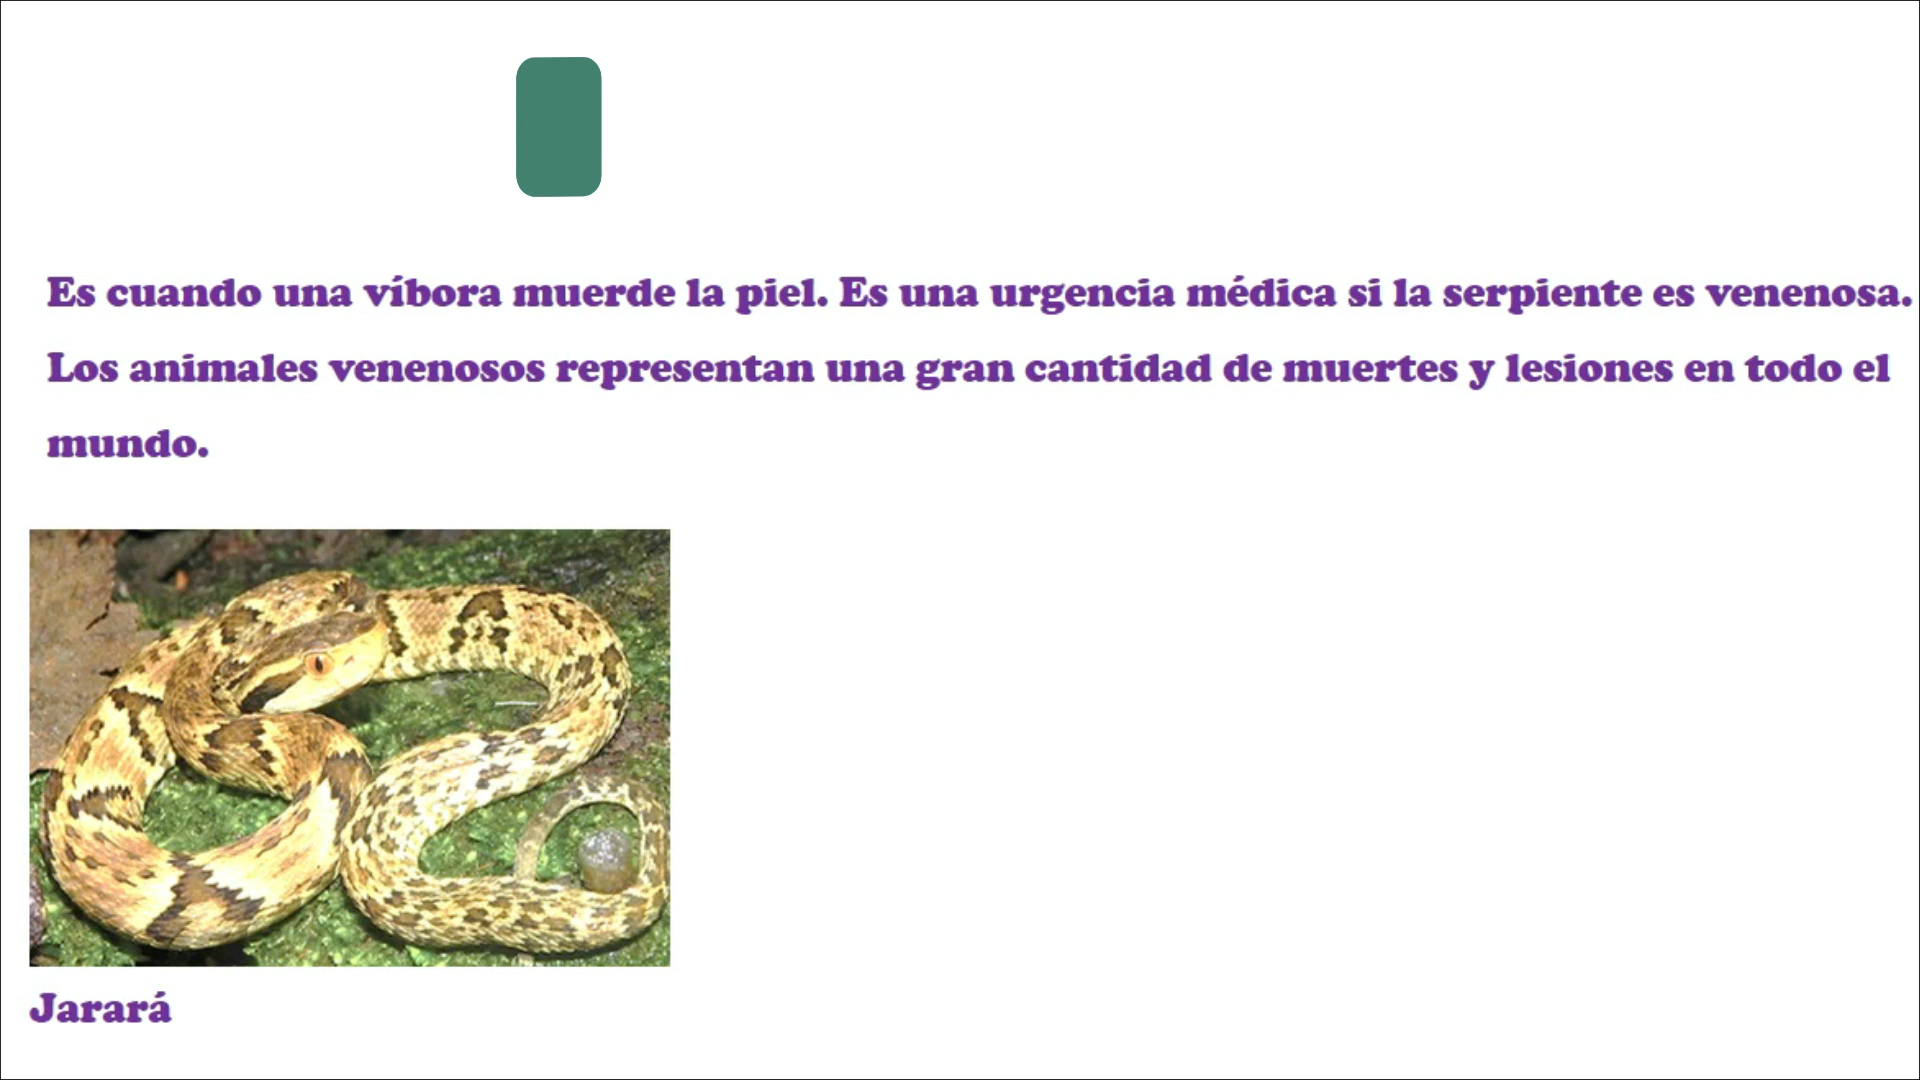 Es cuando una víbora muerde la piel. Es una urgencia médica si la serpiente es venenosa.
Los animales venenosos representan una gran cantidad de muertes y lesiones en todo el
mundo.
Jarará